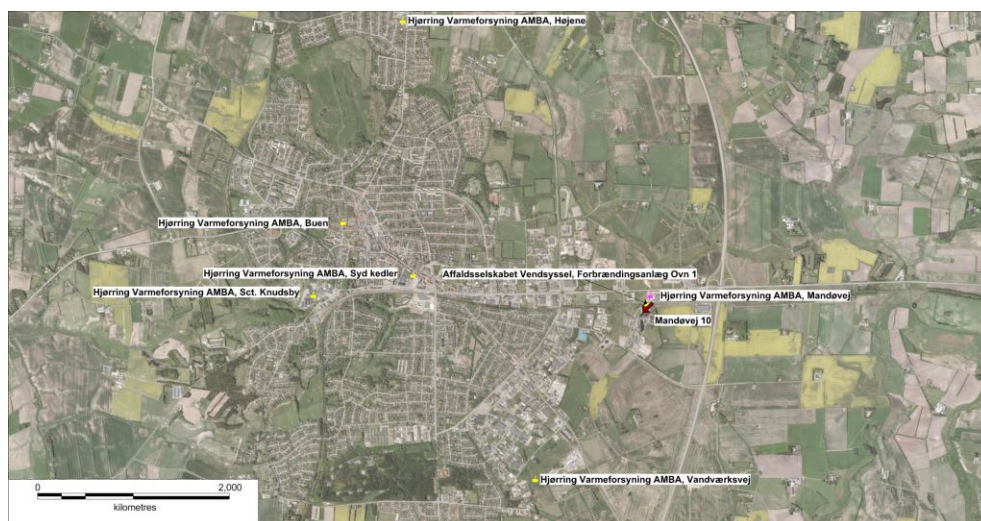 Hjørring Varmeforsyning AMBA, Højene
Hjørring Varmeforsyning AMBA, Buen
Hjørring Varmeforsyning AMBA, Syd kedler
Affaldsselskabet Vendsyssel, Forbrændingsanlæg Ovn 1
Hjørring Varmeforsyning AMBA, Sct. Knudsby
Hjørring Varmeforsyning AMBA, Mandøvej
Mandøvej 10
Hjørring Varmeforsyning AMBA, Vandværksvej
0 2,000
kilometres